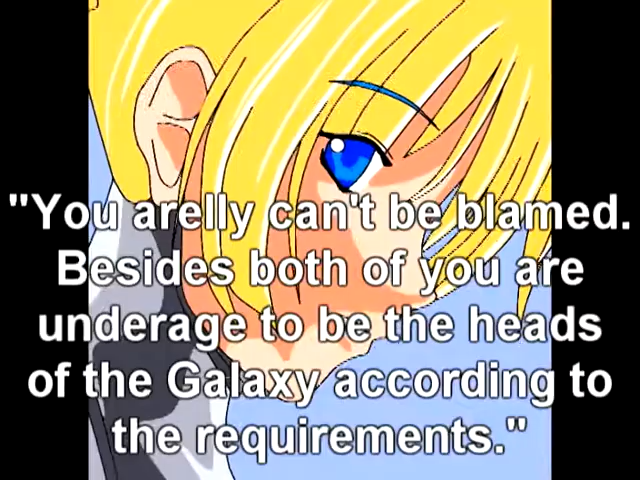 "You arelly can't be blamed.
Besides both of you are
underage to be the heads
of the Galaxy according to
the requirements."